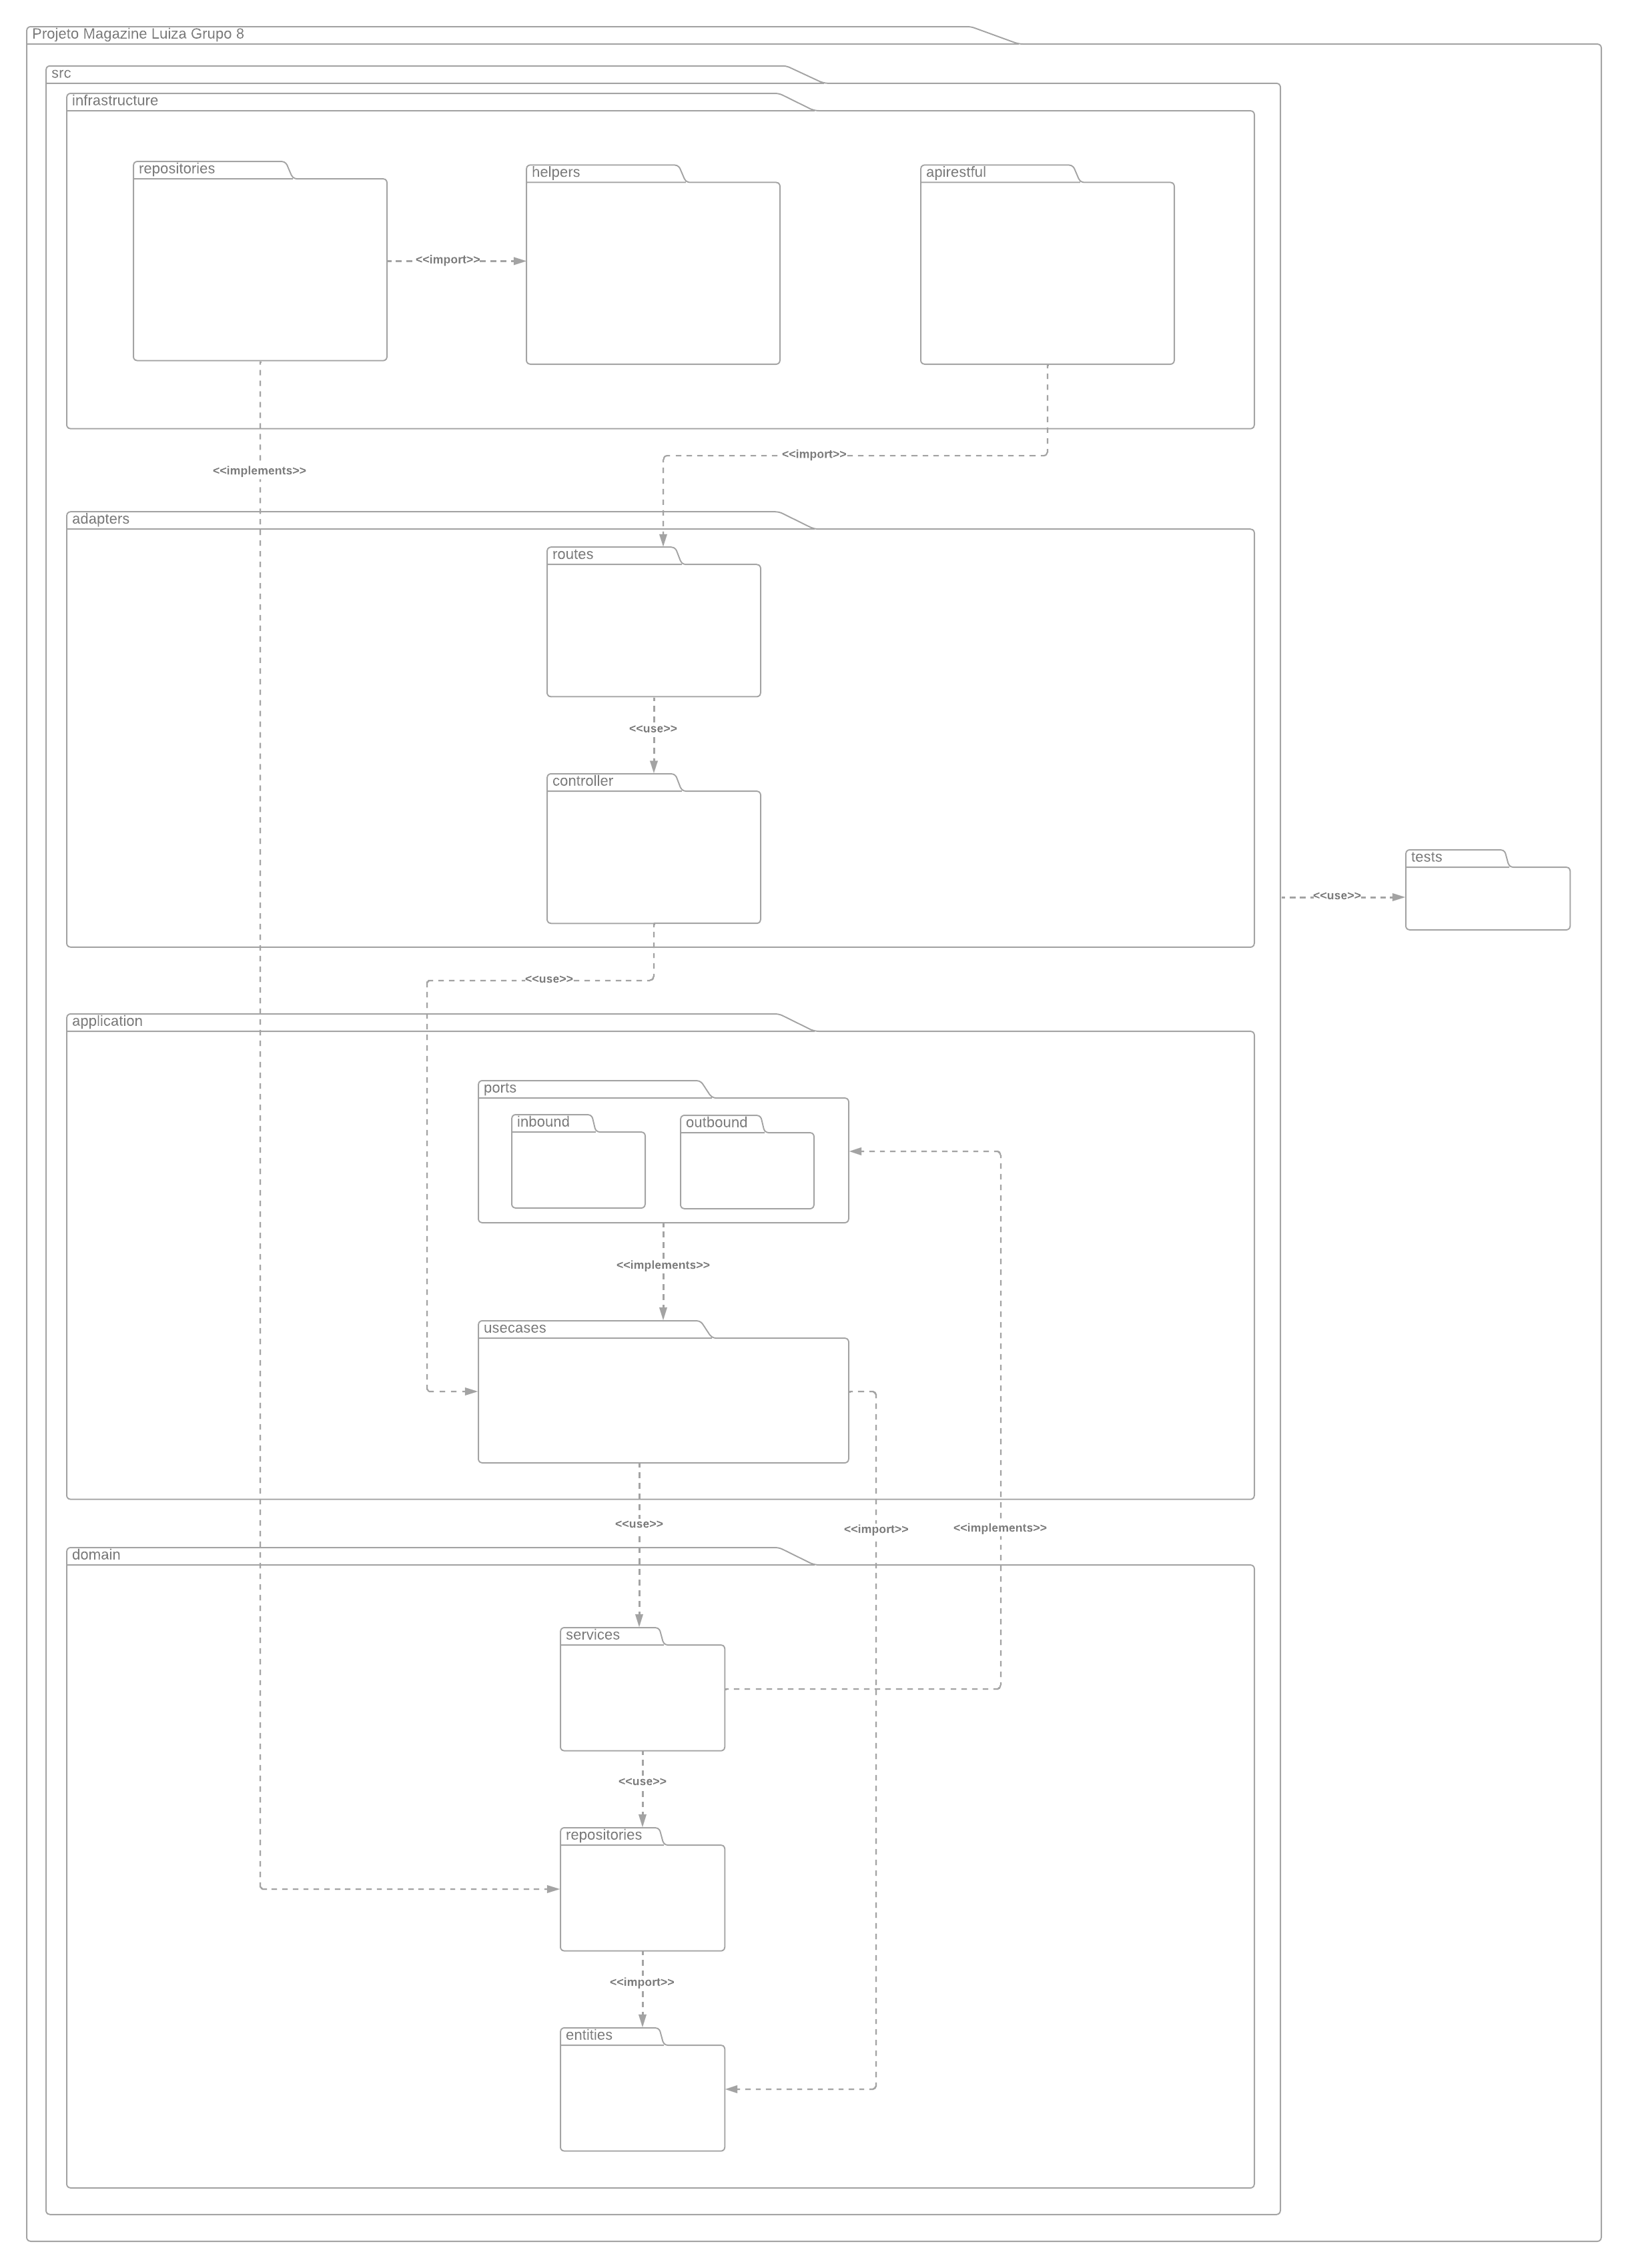 Projeto Magazine Luiza Grupo 8
src
infrastructure
repositories
helpers
apirestful
<<import>>
<<import>>
<<implements>>
adapters
routes
<<use>>
controller
tests
<<use>>
<<use>>
application
ports
inbound
outbound
<<implements>>
usecases
<<use>>
<<import>>
<<implements>>
domain
services
<<use>>
repositories
<<import>>
entities